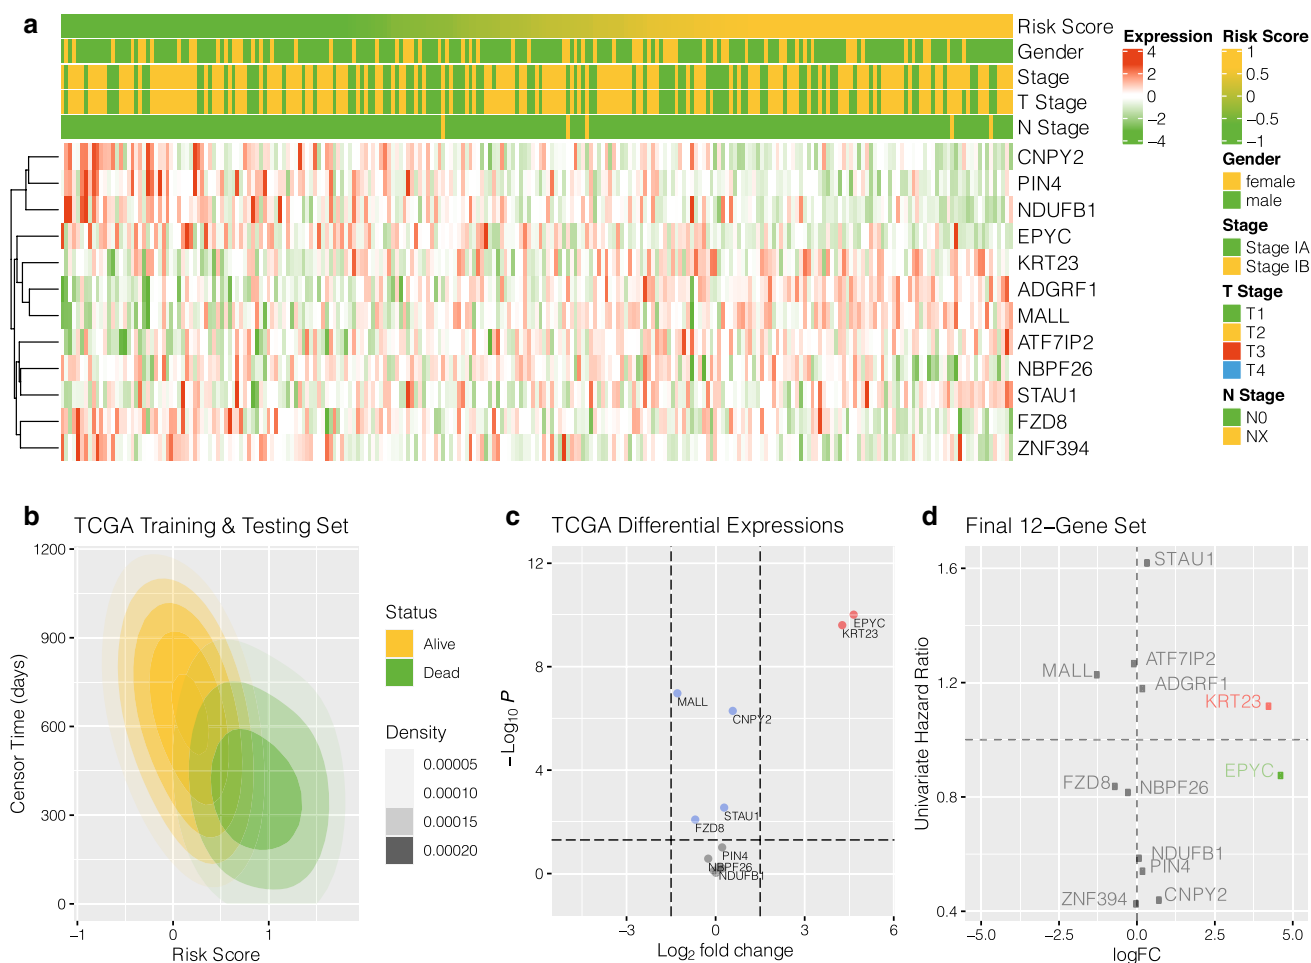 a
Risk Score
Gender
Stage
T Stage
N Stage
CNPY2
PIN4
NDUFB1
EPYC
KRT23
ADGRF1
MALL
ATF7IP2
NBPF26
STAU1
FZD8
ZNF394
Expression
4
2
0
−2
−4
Risk Score
1
0.5
0
−0.5
−1
Gender
female
male
Stage
Stage IA
Stage IB
T Stage
T1
T2
T3
T4
N Stage
N0
NX
b
TCGA Training & Testing Set
Censor Time (days)
1200
900
600
300
0
−1
0
1
Risk Score
Status
Alive
Dead
Density
0.00005
0.00010
0.00015
0.00020
c
TCGA Differential Expressions
−Log10 P
12
8
4
0
EPYC
KRT23
MALL
CNPY2
STAU1
FZD8
PIN4
NBPF26
NDUFB1
−3
0
3
6
Log2 fold change
d
Final 12−Gene Set
Univariate Hazard Ratio
1.6
1.2
0.8
0.4
STAU1
ATF7IP2
MALL
ADGRF1
KRT23
EPYC
FZD8
NBPF26
NDUFB1
PIN4
ZNF394
CNPY2
−5.0
−2.5
0.0
2.5
5.0
logFC